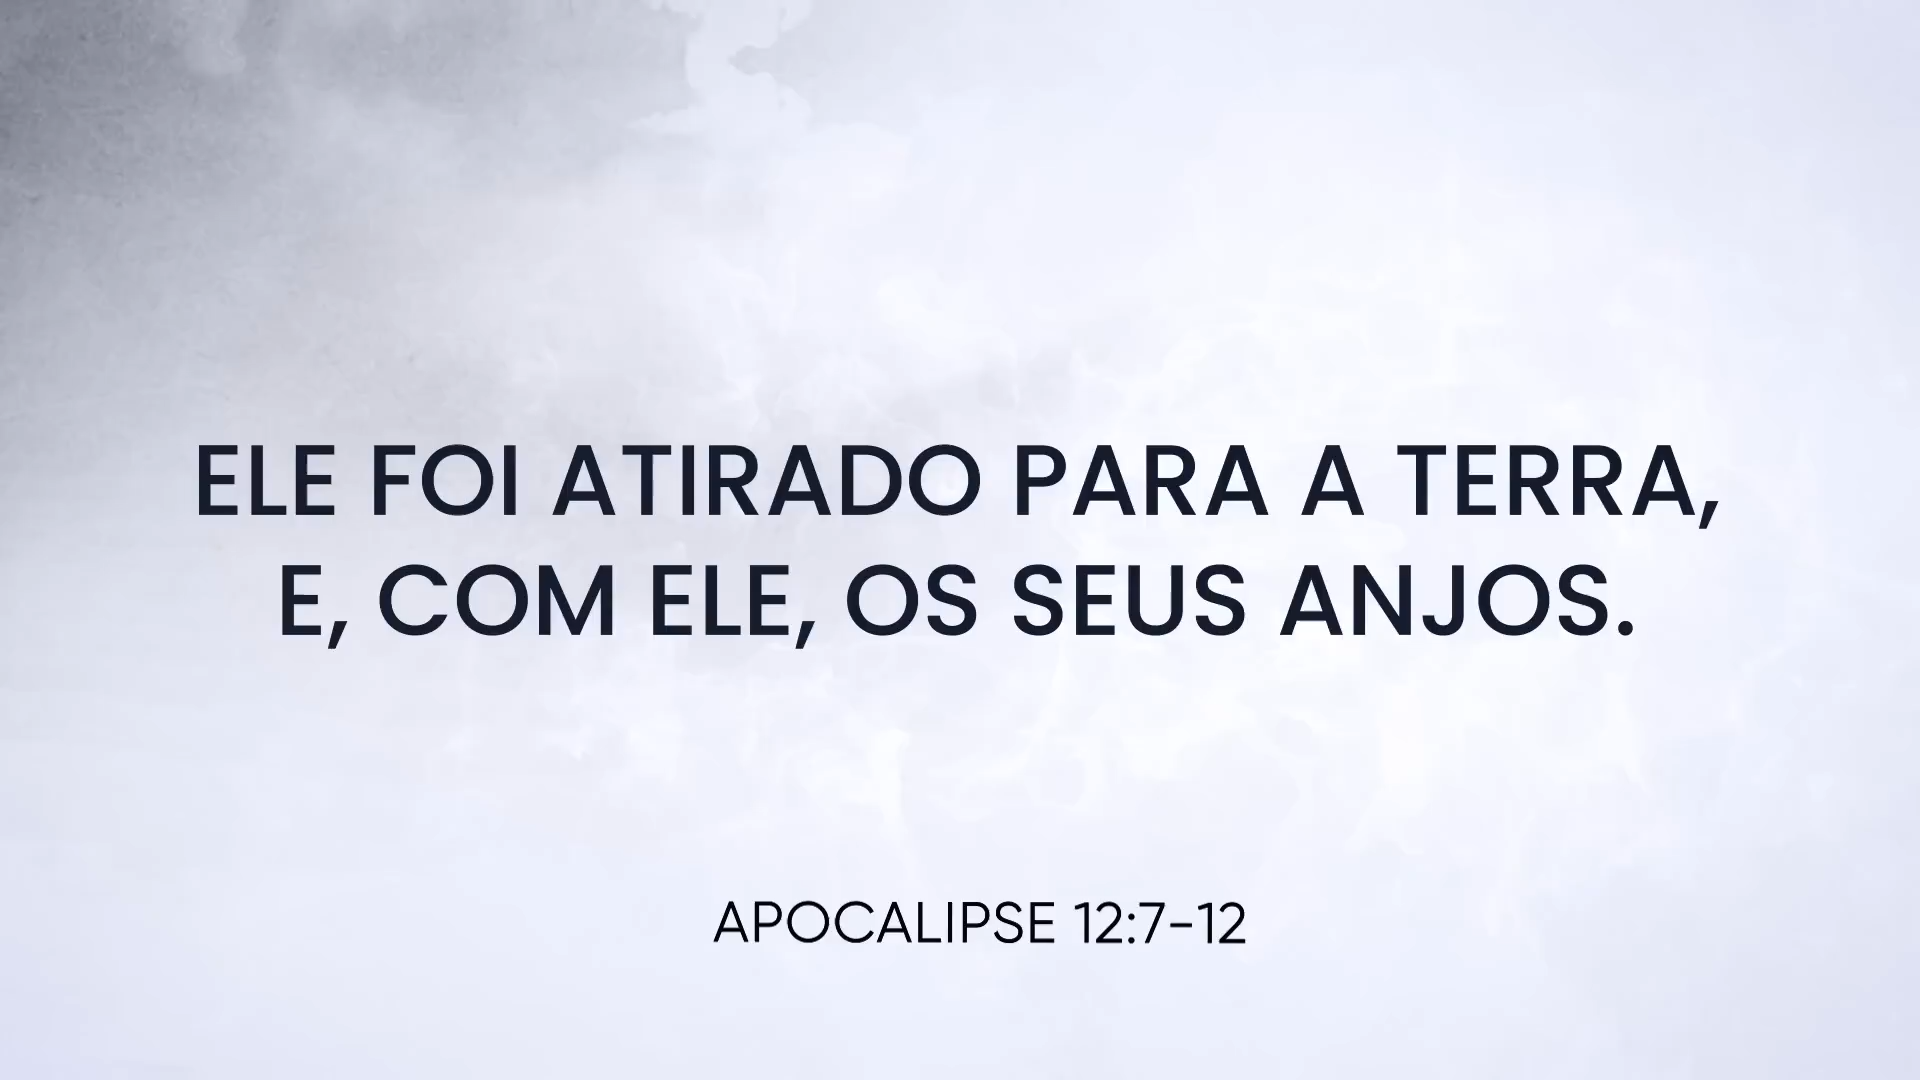 ELE FOI ATIRADO PARA A TERRA,
E, COM ELE, OS SEUS ANJOS.
APOCALIPSE 12:7-12